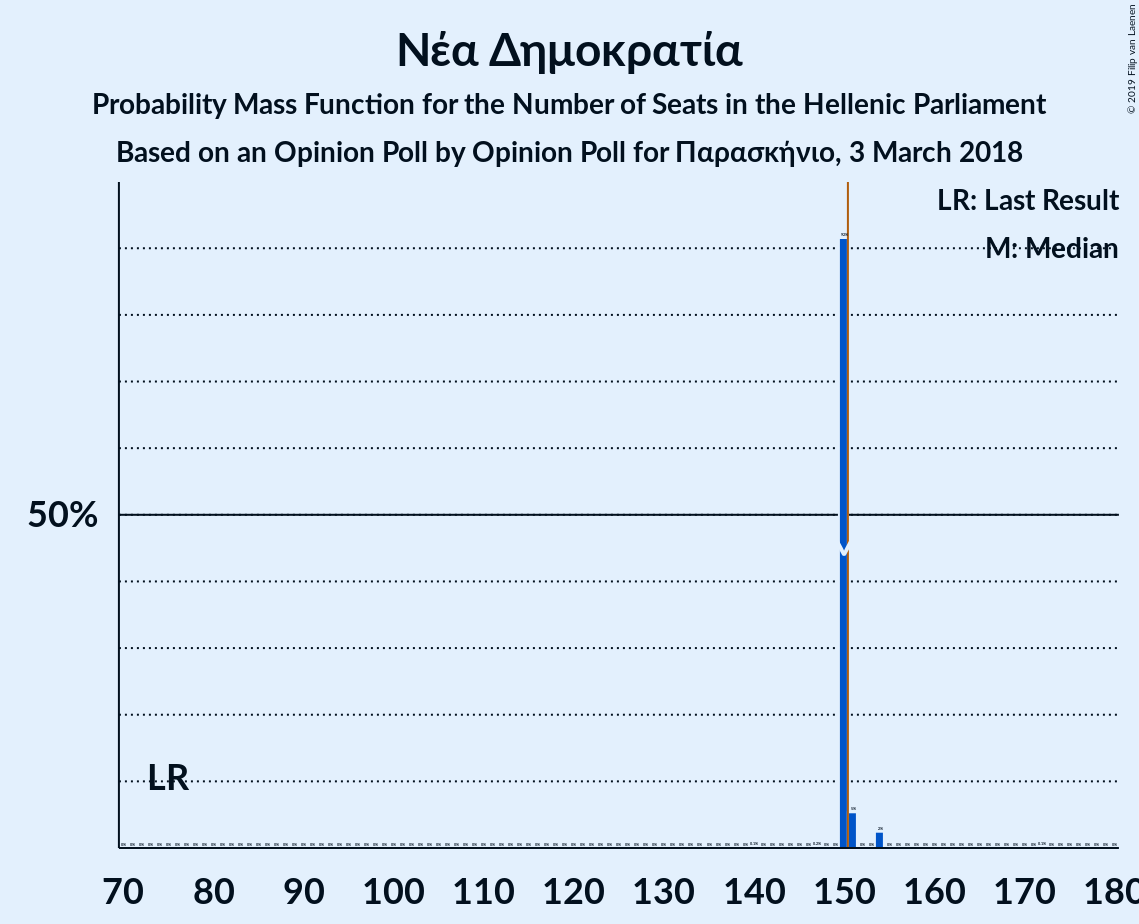 Νέα Δημοκρατία
Probability Mass Function for the Number of Seats in the Hellenic Parliament
Based on an Opinion Poll by Opinion Poll for Παρασκήνιο, 3 March 2018
© 2019 Filip van Laenen
LR: Last Result
M: Median
50%
LR
70 80 90 100 110 120 130 140 150 160 170 180